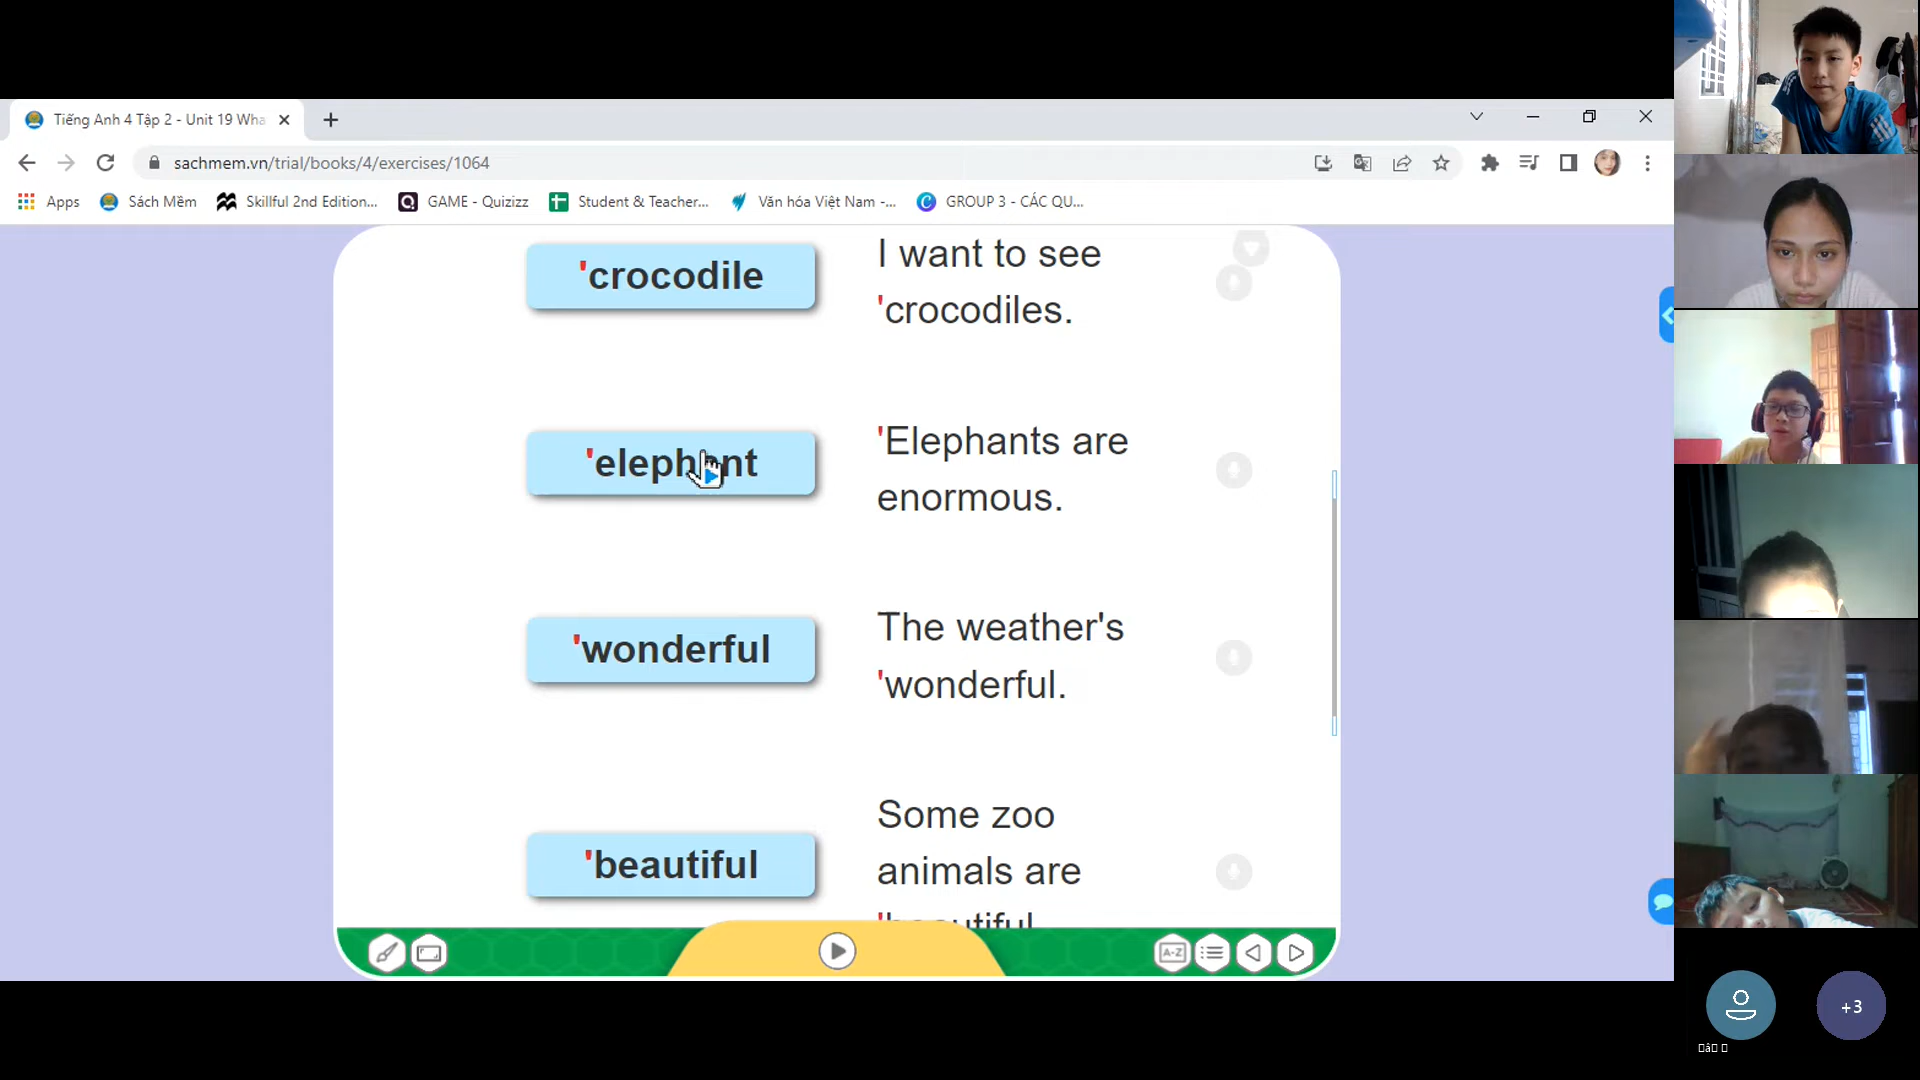 Tiếng Anh 4 Tập 2 - Unit 19 Wha
sachmem.vn/trial/books/4/exercises/1064
Apps Sách Mềm Skillful 2nd Edition... GAME - Quizizz Student & Teacher... Văn hóa Việt Nam -... GROUP 3 - CÁC QU...
'crocodile
I want to see
'crocodiles.
'elephant
'Elephants are
enormous.
'wonderful
The weather's
'wonderful.
'beautiful
Some zoo
animals are
'beautiful
A-Z
+3